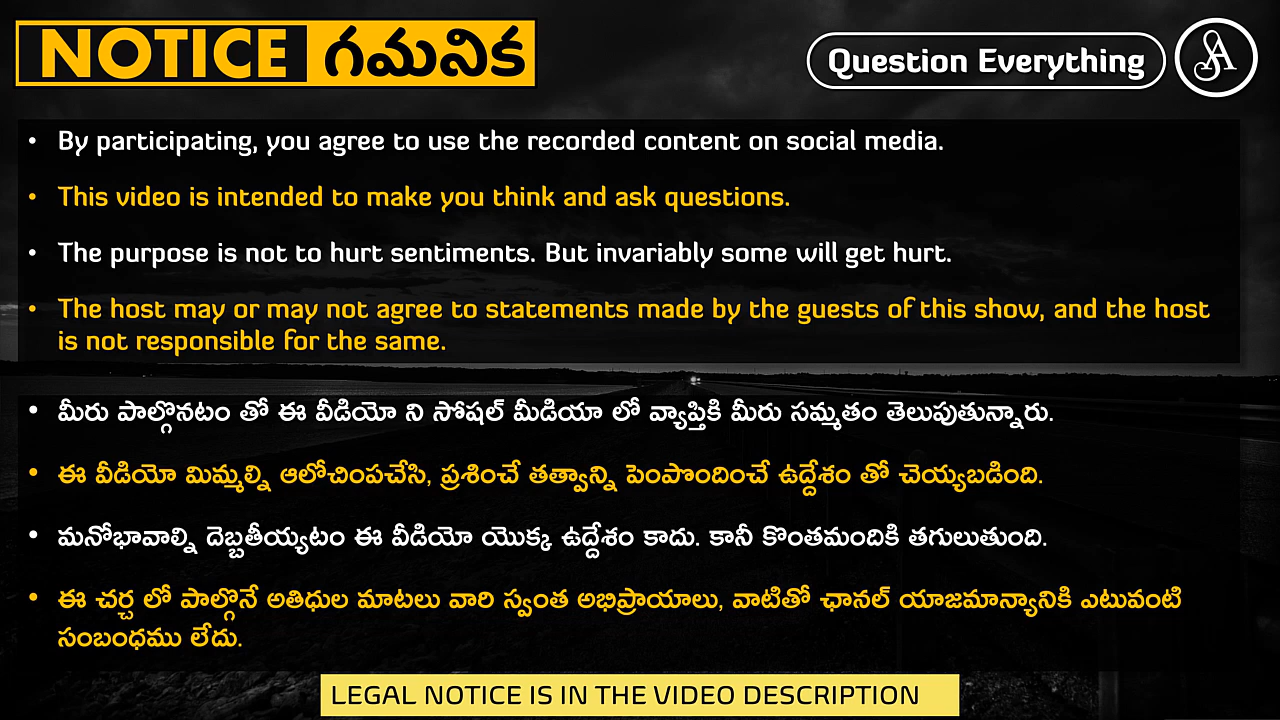 NOTICE గమనిక
Question Everything
• By participating, you agree to use the recorded content on social media.
• This video is intended to make you think and ask questions.
• The purpose is not to hurt sentiments. But invariably some will get hurt.
• The host may or may not agree to statements made by the guests of this show, and the host
is not responsible for the same.
• మీరు పాల్గొనటం తో ఈ వీడియో ని సోషల్ మీడియా లో వ్యాప్తికి మీరు సమ్మతం తెలుపుతున్నారు.
• ఈ వీడియో మిమ్మల్ని ఆలోచింపచేసి, ప్రశించే తత్వాన్ని పెంపొందించే ఉద్దేశం తో చెయ్యబడింది.
• మనోభావాల్ని దెబ్బతీయ్యటం ఈ వీడియో యొక్క ఉద్దేశం కాదు. కానీ కొంతమందికి తగులుతుంది.
• ఈ చర్చ లో పాల్గొనే అతిధుల మాటలు వారి స్వంత అభిప్రాయాలు, వాటితో ఛానల్ యాజమాన్యానికి ఎటువంటి
సంబంధము లేదు.
LEGAL NOTICE IS IN THE VIDEO DESCRIPTION